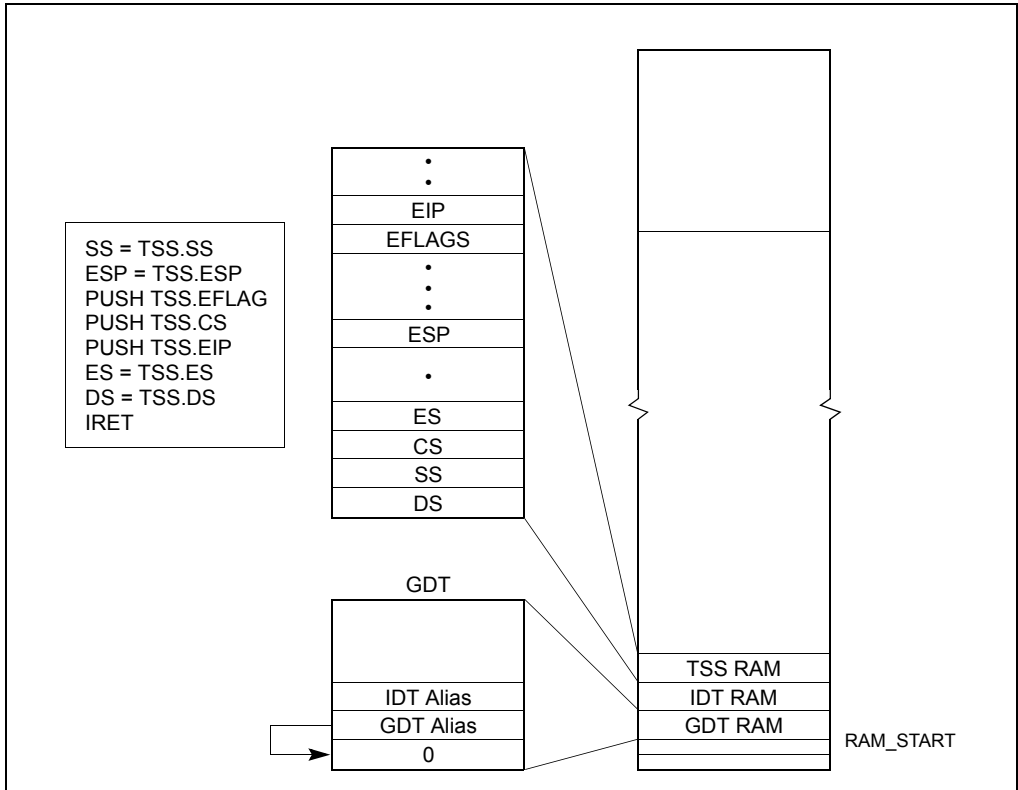 SS = TSS.SS
ESP = TSS.ESP
PUSH TSS.EFLAG
PUSH TSS.CS
PUSH TSS.EIP
ES = TSS.ES
DS = TSS.DS
IRET
EIP
EFLAGS
ESP
ES
CS
SS
DS
GDT
IDT Alias
GDT Alias
0
TSS RAM
IDT RAM
GDT RAM
RAM_START